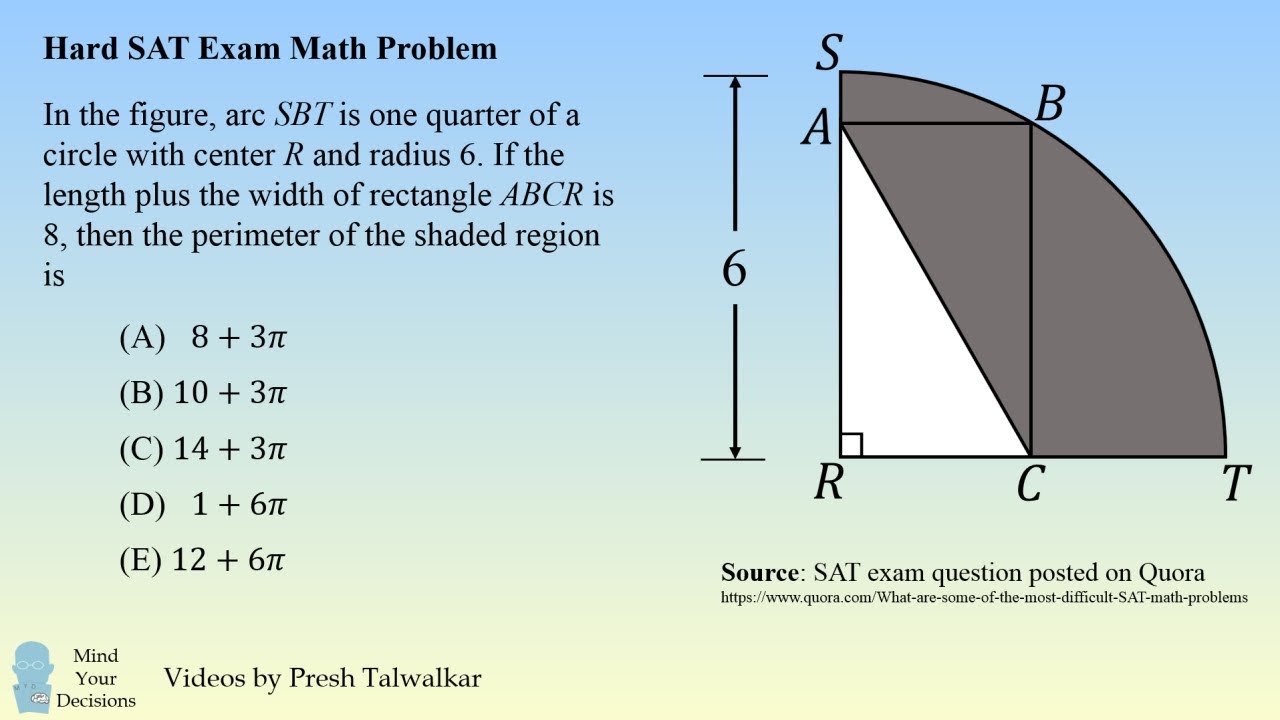 Hard SAT Exam Math Problem
In the figure, arc SBT is one quarter of a
circle with center R and radius 6. If the
length plus the width of rectangle ABCR is
8, then the perimeter of the shaded region
is
(A) 8 + 3π
(B) 10 + 3π
(C) 14 + 3π
(D) 1 + 6π
(E) 12 + 6π
S
A
B
6
R
C
T
Source: SAT exam question posted on Quora
https://www.quora.com/What-are-some-of-the-most-difficult-SAT-math-problems
M Y D
Mind
Your
Decisions
Videos by Presh Talwalkar